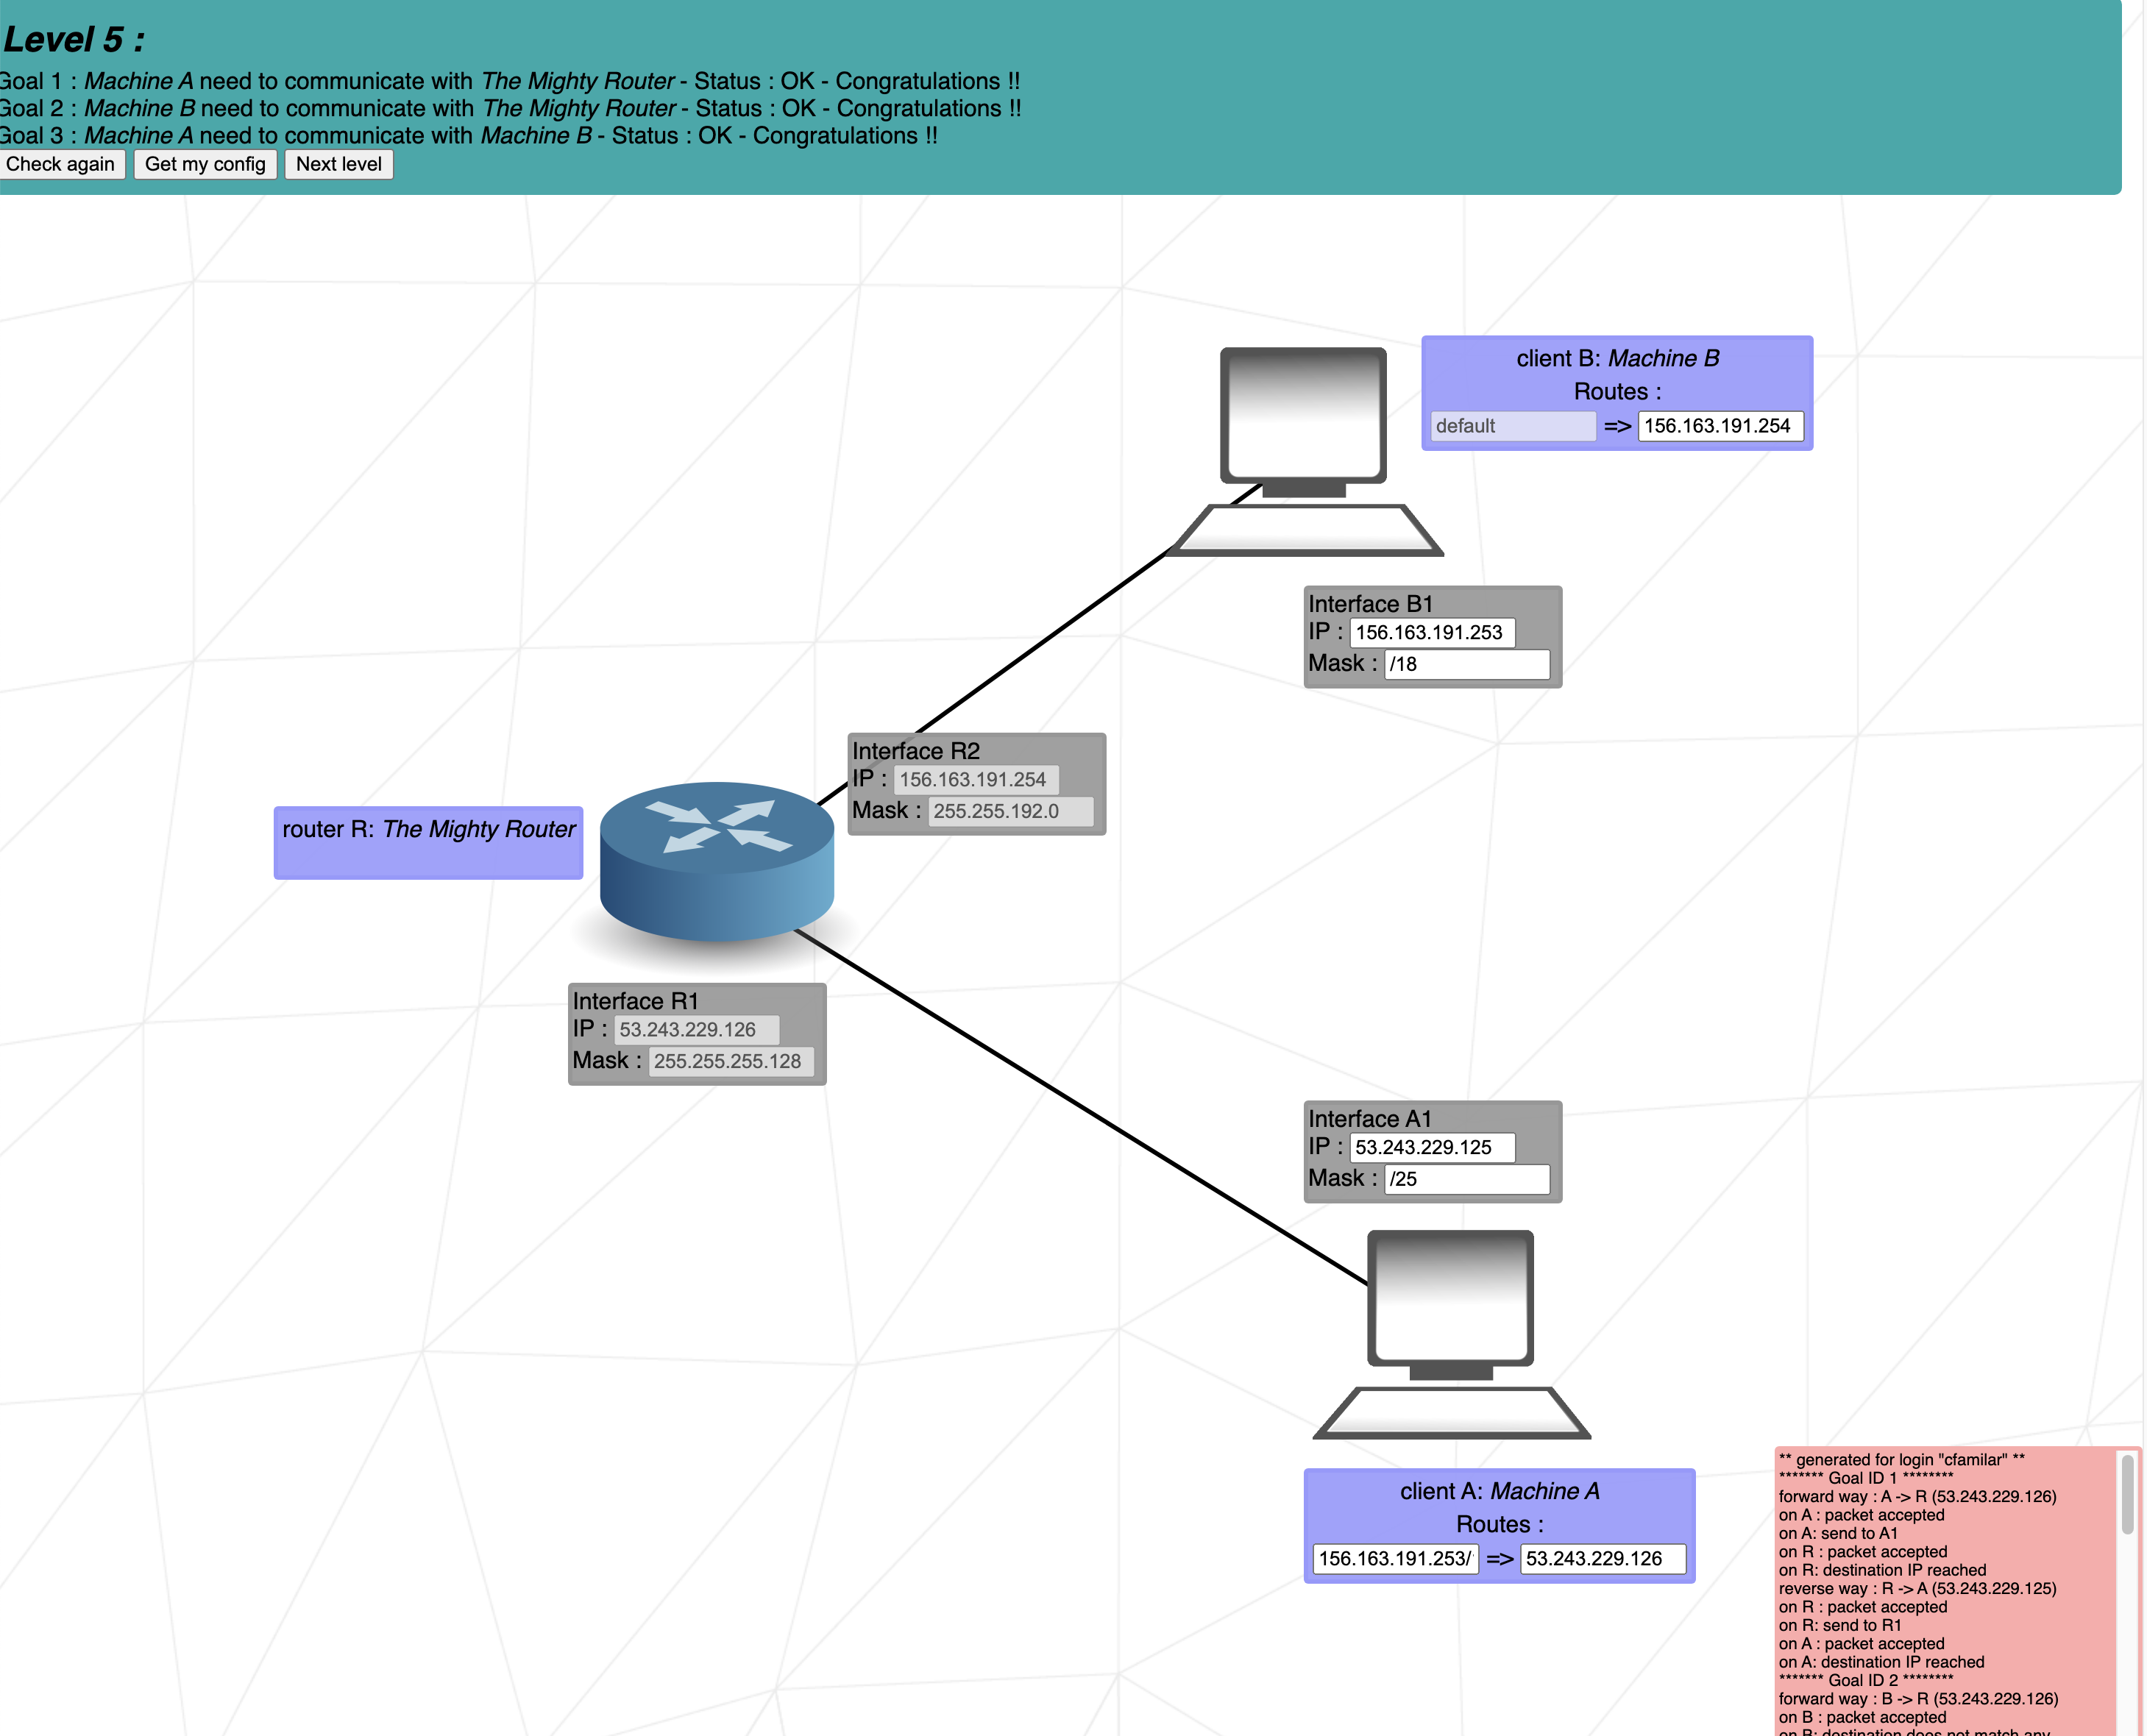 Level 5 :
Goal 1 : Machine A need to communicate with The Mighty Router - Status : OK - Congratulations !!
Goal 2 : Machine B need to communicate with The Mighty Router - Status : OK - Congratulations !!
Goal 3 : Machine A need to communicate with Machine B - Status : OK - Congratulations !!
Check again Get my config Next level
client B: Machine B
Routes :
default => 156.163.191.254
Interface B1
IP : 156.163.191.253
Mask : /18
Interface R2
IP : 156.163.191.254
Mask : 255.255.192.0
router R: The Mighty Router
Interface R1
IP : 53.243.229.126
Mask : 255.255.255.128
Interface A1
IP : 53.243.229.125
Mask : /25
client A: Machine A
Routes :
156.163.191.253/ => 53.243.229.126
** generated for login "cfamilar" **
******* Goal ID 1 ********
forward way : A -> R (53.243.229.126)
on A : packet accepted
on A: send to A1
on R : packet accepted
on R: destination IP reached
reverse way : R -> A (53.243.229.125)
on R : packet accepted
on R: send to R1
on A : packet accepted
on A: destination IP reached
******* Goal ID 2 ********
forward way : B -> R (53.243.229.126)
on B : packet accepted
on B: destination does not match any